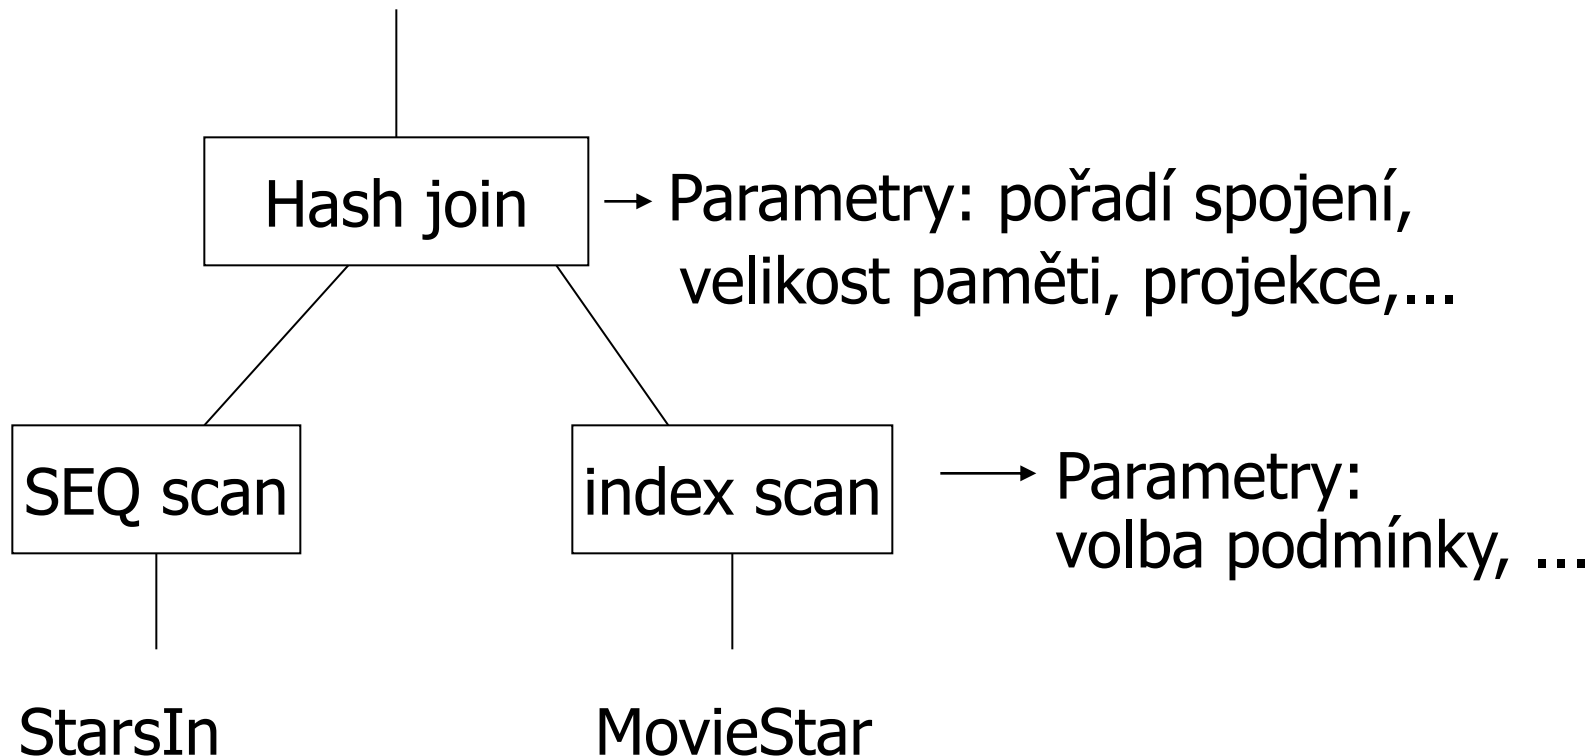 Hash join
Parametry: pořadí spojení,
velikost paměti, projekce,...
SEQ scan
index scan
Parametry:
volba podmínky, ...
StarsIn
MovieStar